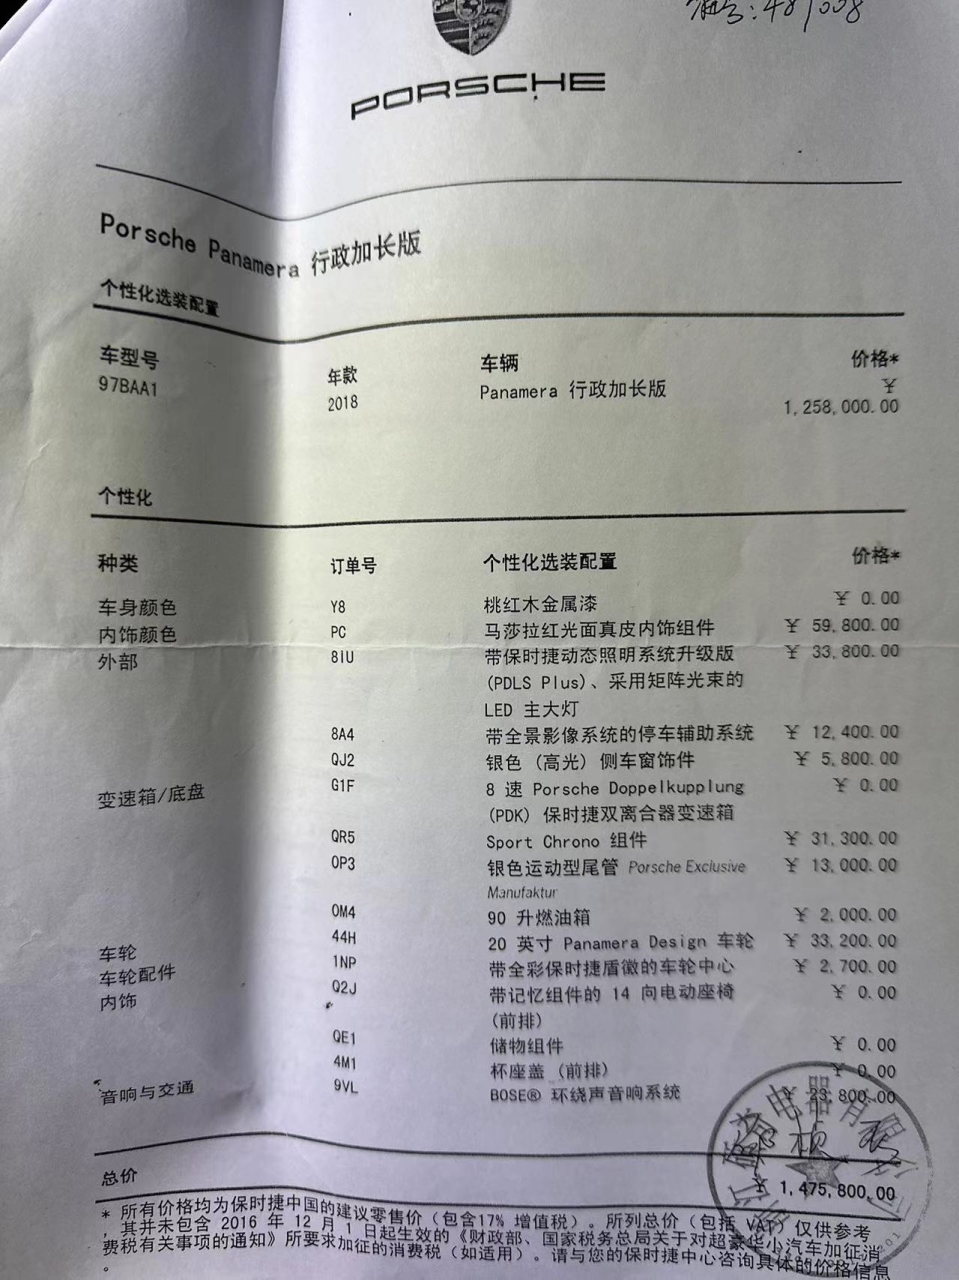 PORSCHE
Porsche Panamera 行政加长版
个性化选装配置
车型号 年款 车辆 价格*
97BAA1 2018 Panamera 行政加长版 ¥
1,258,000.00
个性化
种类 订单号 个性化选装配置 价格*
车身颜色 Y8 桃红木金属漆 ¥ 0.00
内饰颜色 PC 马莎拉红光面真皮内饰组件 ¥ 59,800.00
外部 8IU 带保时捷动态照明系统升级版 ¥ 33,800.00
(PDLS Plus)、采用矩阵光束的
LED 主大灯
8A4 带全景影像系统的停车辅助系统 ¥ 12,400.00
QJ2 银色 (高光) 侧车窗饰件 ¥ 5,800.00
变速箱/底盘 G1F 8 速 Porsche Doppelkupplung ¥ 0.00
(PDK) 保时捷双离合器变速箱
QR5 Sport Chrono 组件 ¥ 31,300.00
0P3 银色运动型尾管 Porsche Exclusive ¥ 13,000.00
Manufaktur
0M4 90 升燃油箱 ¥ 2,000.00
车轮 44H 20 英寸 Panamera Design 车轮 ¥ 33,200.00
车轮配件 1NP 带全彩保时捷盾徽的车轮中心 ¥ 2,700.00
内饰 Q2J 带记忆组件的 14 向电动座椅 ¥ 0.00
(前排)
QE1 储物组件 ¥ 0.00
4M1 杯座盖 (前排) ¥ 0.00
音响与交通 9VL BOSE® 环绕声音响系统 ¥ 23,800.00
总价 ¥ 1,475,800.00
* 所有价格均为保时捷中国的建议零售价 (包含17% 增值税) 。所列总价 (包括 VAT) 仅供参考
，其并未包含 2016 年 12 月 1 日起生效的《财政部、国家税务总局关于对超豪华小汽车加征消
费税有关事项的通知》所要求加征的消费税 (如适用) 。请与您的保时捷中心咨询具体的价格信息
。